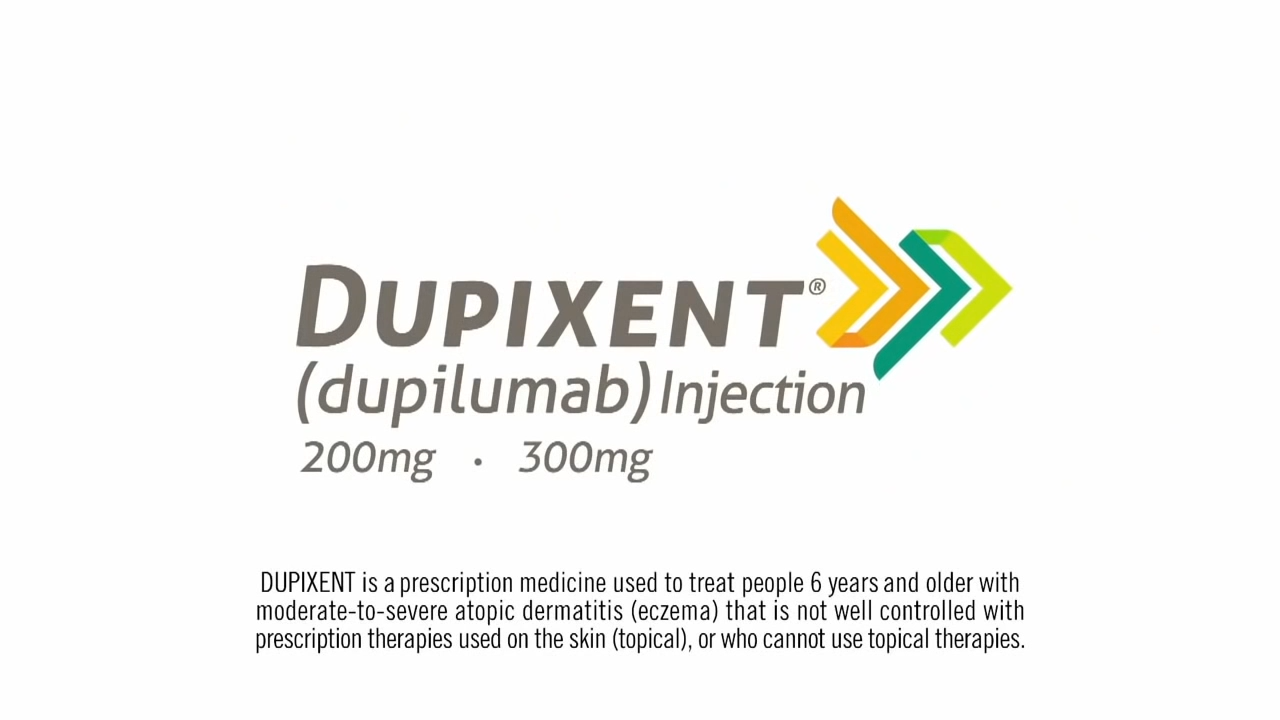 DUPIXENT®
(dupilumab) Injection
200mg · 300mg
DUPIXENT is a prescription medicine used to treat people 6 years and older with
moderate-to-severe atopic dermatitis (eczema) that is not well controlled with
prescription therapies used on the skin (topical), or who cannot use topical therapies.